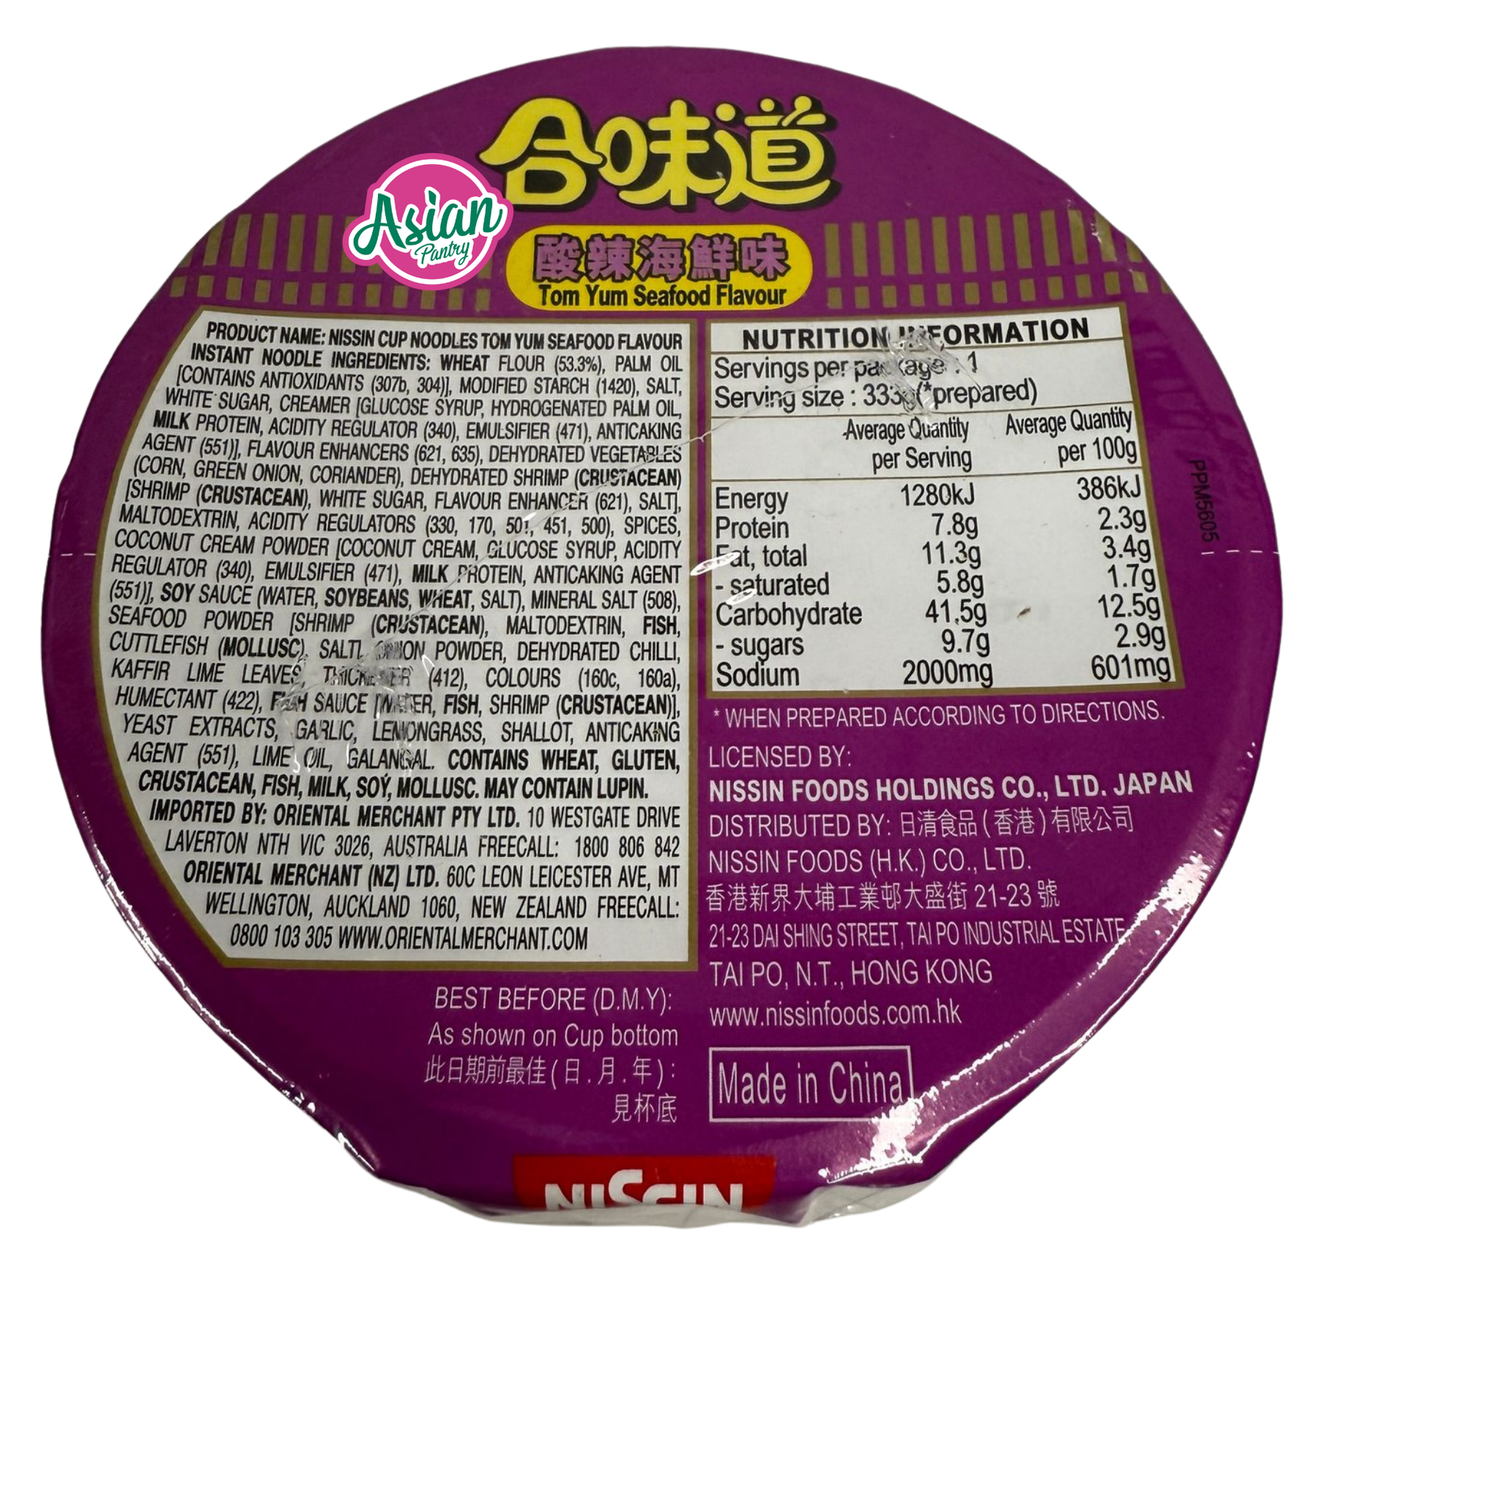 合味道
Asian
Pantry
酸辣海鮮味
Tom Yum Seafood Flavour
PRODUCT NAME: NISSIN CUP NOODLES TOM YUM SEAFOOD FLAVOUR
INSTANT NOODLE INGREDIENTS: WHEAT FLOUR (53.3%), PALM OIL
[CONTAINS ANTIOXIDANTS (307b, 304)], MODIFIED STARCH (1420), SALT,
WHITE SUGAR, CREAMER [GLUCOSE SYRUP, HYDROGENATED PALM OIL,
MILK PROTEIN, ACIDITY REGULATOR (340), EMULSIFIER (471), ANTICAKING
AGENT (551)], FLAVOUR ENHANCERS (621, 635), DEHYDRATED VEGETABLES
(CORN, GREEN ONION, CORIANDER), DEHYDRATED SHRIMP (CRUSTACEAN)
[SHRIMP (CRUSTACEAN), WHITE SUGAR, FLAVOUR ENHANCER (621), SALT],
MALTODEXTRIN, ACIDITY REGULATORS (330, 170, 501, 451, 500), SPICES,
COCONUT CREAM POWDER [COCONUT CREAM, GLUCOSE SYRUP, ACIDITY
REGULATOR (340), EMULSIFIER (471), MILK PROTEIN, ANTICAKING AGENT
(551)], SOY SAUCE (WATER, SOYBEANS, WHEAT, SALT), MINERAL SALT (508),
SEAFOOD POWDER [SHRIMP (CRUSTACEAN), MALTODEXTRIN, FISH,
CUTTLEFISH (MOLLUSC), SALT], ONION POWDER, DEHYDRATED CHILLI,
KAFFIR LIME LEAVES, THICKENER (412), COLOURS (160c, 160a),
HUMECTANT (422), FISH SAUCE [WATER, FISH, SHRIMP (CRUSTACEAN)],
YEAST EXTRACTS, GARLIC, LEMONGRASS, SHALLOT, ANTICAKING
AGENT (551), LIME OIL, GALANGAL. CONTAINS WHEAT, GLUTEN,
CRUSTACEAN, FISH, MILK, SOY, MOLLUSC. MAY CONTAIN LUPIN.
IMPORTED BY: ORIENTAL MERCHANT PTY LTD. 10 WESTGATE DRIVE
LAVERTON NTH VIC 3026, AUSTRALIA FREECALL: 1800 806 842
ORIENTAL MERCHANT (NZ) LTD. 60C LEON LEICESTER AVE, MT
WELLINGTON, AUCKLAND 1060, NEW ZEALAND FREECALL:
0800 103 305 WWW.ORIENTALMERCHANT.COM
BEST BEFORE (D.M.Y):
As shown on Cup bottom
此日期前最佳 ( 日 . 月 . 年 ) :
見杯底
NUTRITION INFORMATION
Servings per package : 1
Serving size : 333g(*prepared)
Average Quantity Average Quantity
per Serving per 100g
Energy 1280kJ 386kJ
Protein 7.8g 2.3g
Fat, total 11.3g 3.4g
- saturated 5.8g 1.7g
Carbohydrate 41.5g 12.5g
- sugars 9.7g 2.9g
Sodium 2000mg 601mg
* WHEN PREPARED ACCORDING TO DIRECTIONS.
LICENSED BY:
NISSIN FOODS HOLDINGS CO., LTD. JAPAN
DISTRIBUTED BY: 日清食品 ( 香港 ) 有限公司
NISSIN FOODS (H.K.) CO., LTD.
香港新界大埔工業邨大盛街 21-23 號
21-23 DAI SHING STREET, TAI PO INDUSTRIAL ESTATE,
TAI PO, N.T., HONG KONG
www.nissinfoods.com.hk
Made in China
PPM5605
NISSIN